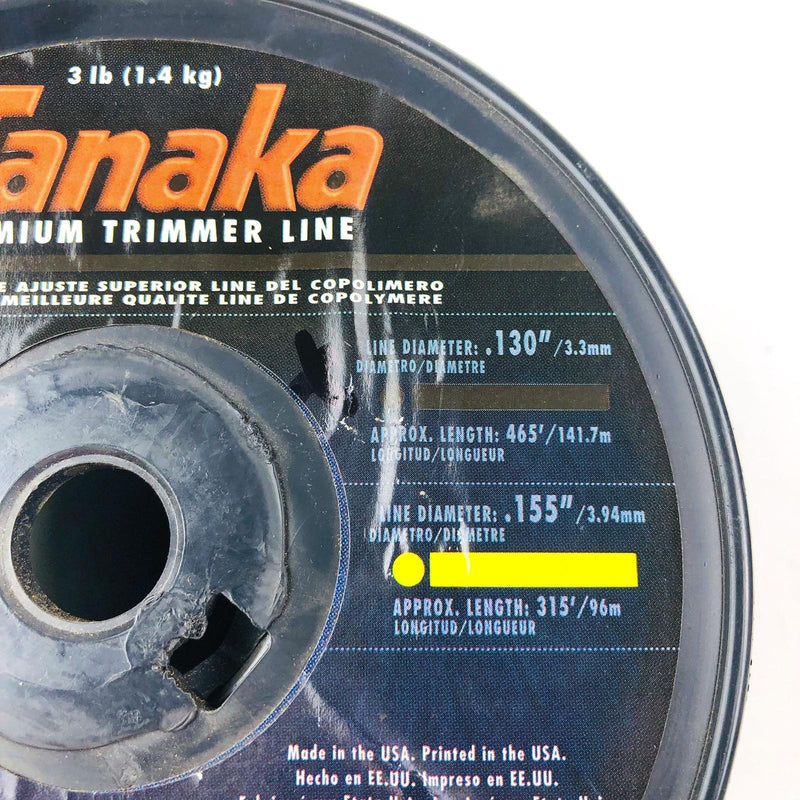 3 lb (1.4 kg)
Tanaka
MIUM TRIMMER LINE
E AJUSTE SUPERIOR LINE DEL COPOLIMERO
MEILLEURE QUALITE LINE DE COPOLYMERE
LINE DIAMETER: .130"/3.3mm
DIAMETRO/DIAMETRE
APPROX. LENGTH: 465'/141.7m
LONGITUD/LONGUEUR
LINE DIAMETER: .155"/3.94mm
DIAMETRO/DIAMETRE
APPROX. LENGTH: 315'/96m
LONGITUD/LONGUEUR
Made in the USA. Printed in the USA.
Hecho en EE.UU. Impreso en EE.UU.